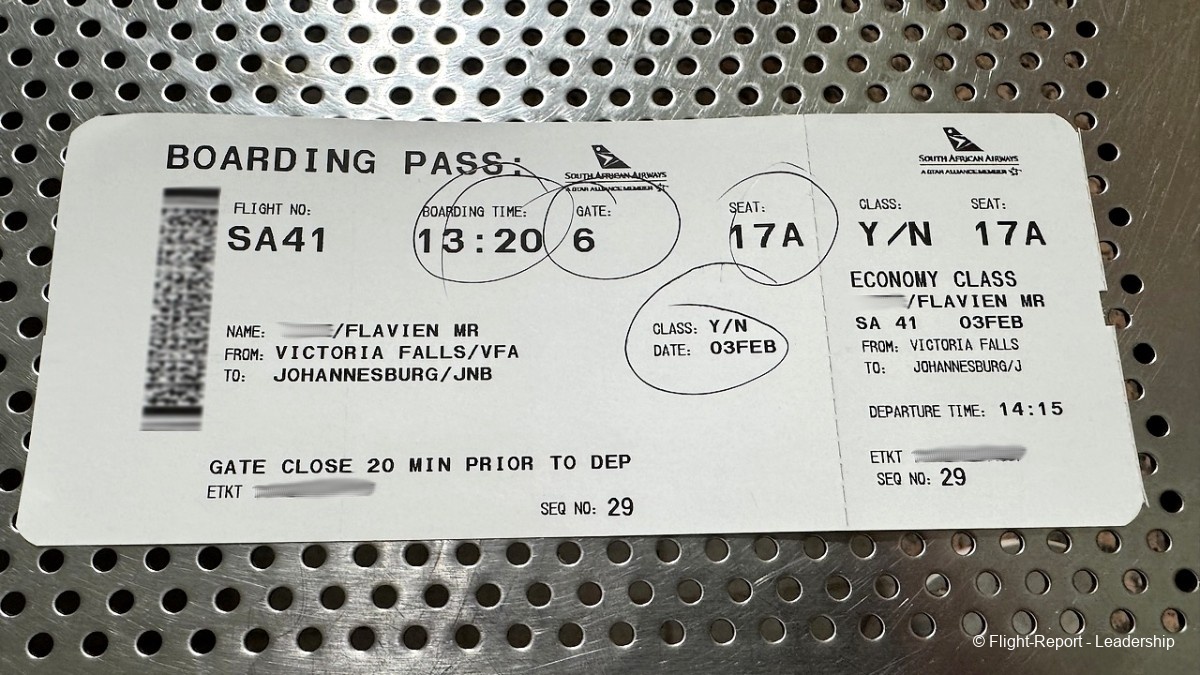 BOARDING PASS:
SOUTH AFRICAN AIRWAYS
A STAR ALLIANCE MEMBER
FLIGHT NO:
SA41
BOARDING TIME:
13:20
GATE:
6
SEAT:
17A
NAME: /FLAVIEN MR
FROM: VICTORIA FALLS/VFA
TO: JOHANNESBURG/JNB
CLASS: Y/N
DATE: 03FEB
GATE CLOSE 20 MIN PRIOR TO DEP
ETKT
SEQ NO: 29
SOUTH AFRICAN AIRWAYS
A STAR ALLIANCE MEMBER
CLASS:
Y/N
SEAT:
17A
ECONOMY CLASS
/FLAVIEN MR
SA 41 03FEB
FROM: VICTORIA FALLS
TO: JOHANNESBURG/J
DEPARTURE TIME: 14:15
ETKT
SEQ NO: 29
© Flight-Report - Leadership